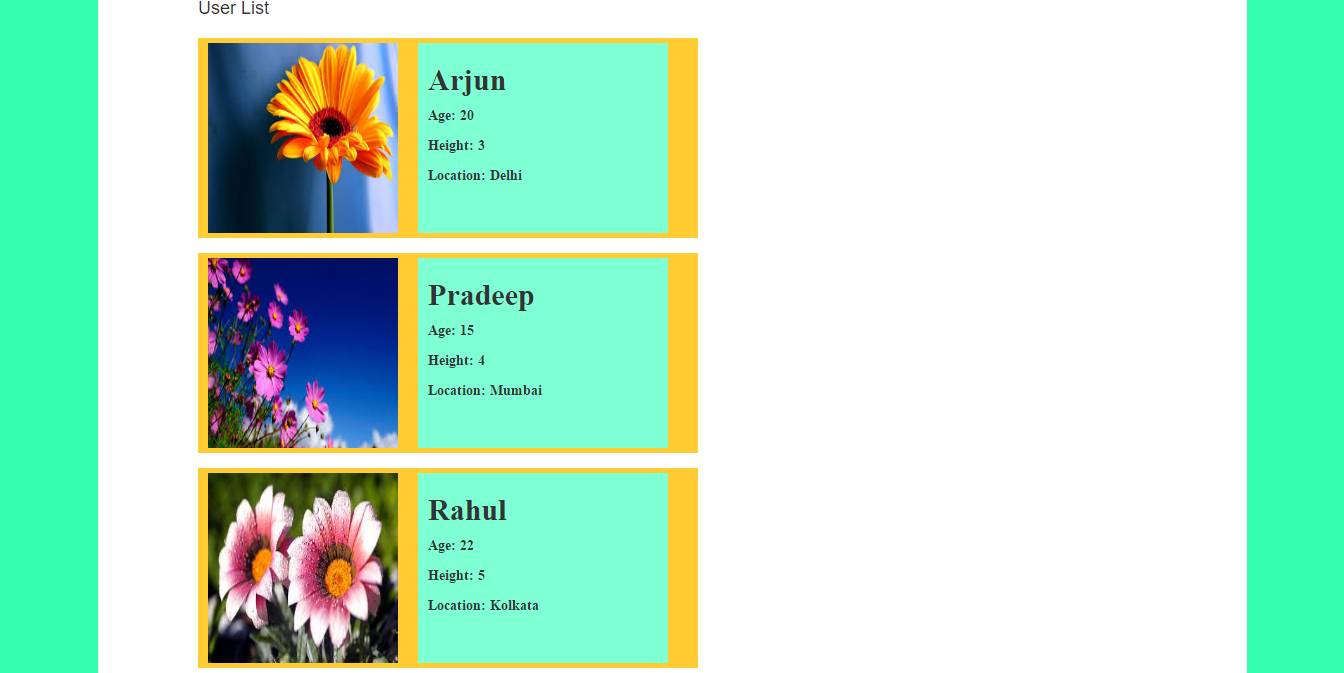 User List
Arjun
Age: 20
Height: 3
Location: Delhi
Pradeep
Age: 15
Height: 4
Location: Mumbai
Rahul
Age: 22
Height: 5
Location: Kolkata